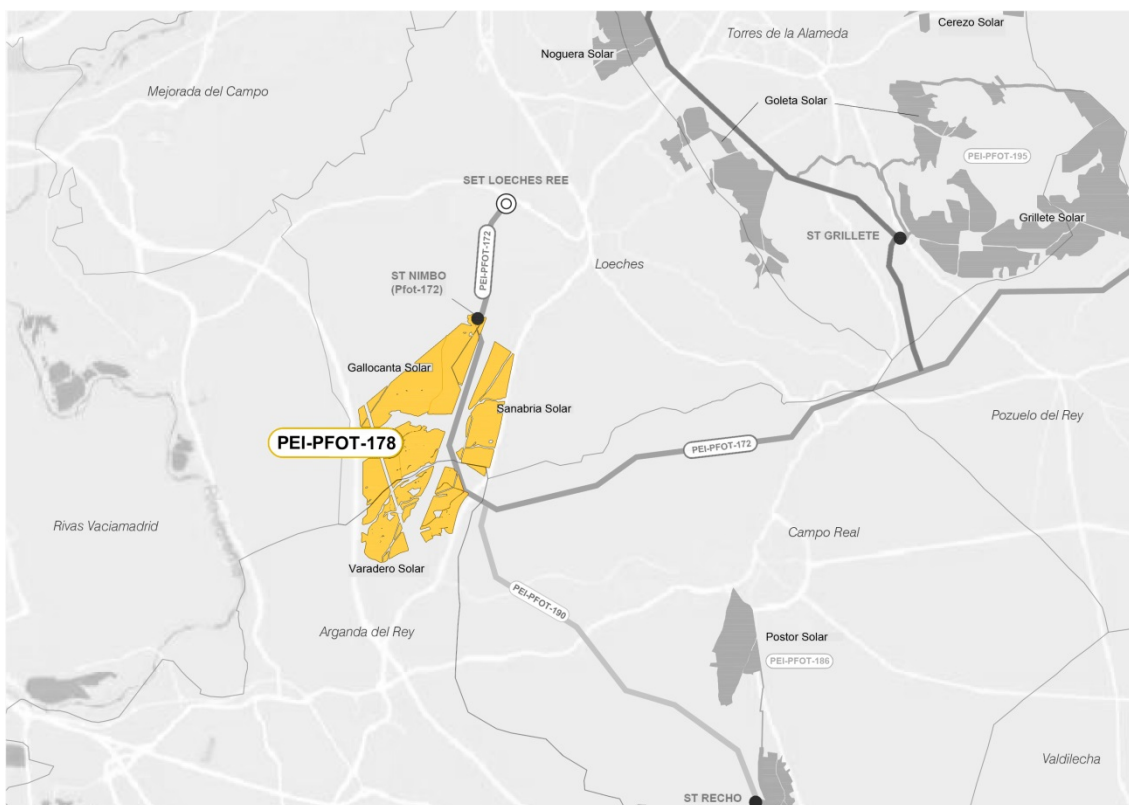 Cerezo Solar
Torres de la Alameda
Noguera Solar
Mejorada del Campo
Goleta Solar
PEI-PFOT-195
SET LOECHES REE
Grillete Solar
ST GRILLETE
PEI-PFOT-172
Loeches
ST NIMBO
(Pfot-172)
Gallocanta Solar
Sanabria Solar
Pozuelo del Rey
PEI-PFOT-178
PEI-PFOT-172
Rivas Vaciamadrid
Campo Real
Varadero Solar
PEI-PFOT-190
Arganda del Rey
Postor Solar
PEI-PFOT-186
Valdilecha
ST RECHO